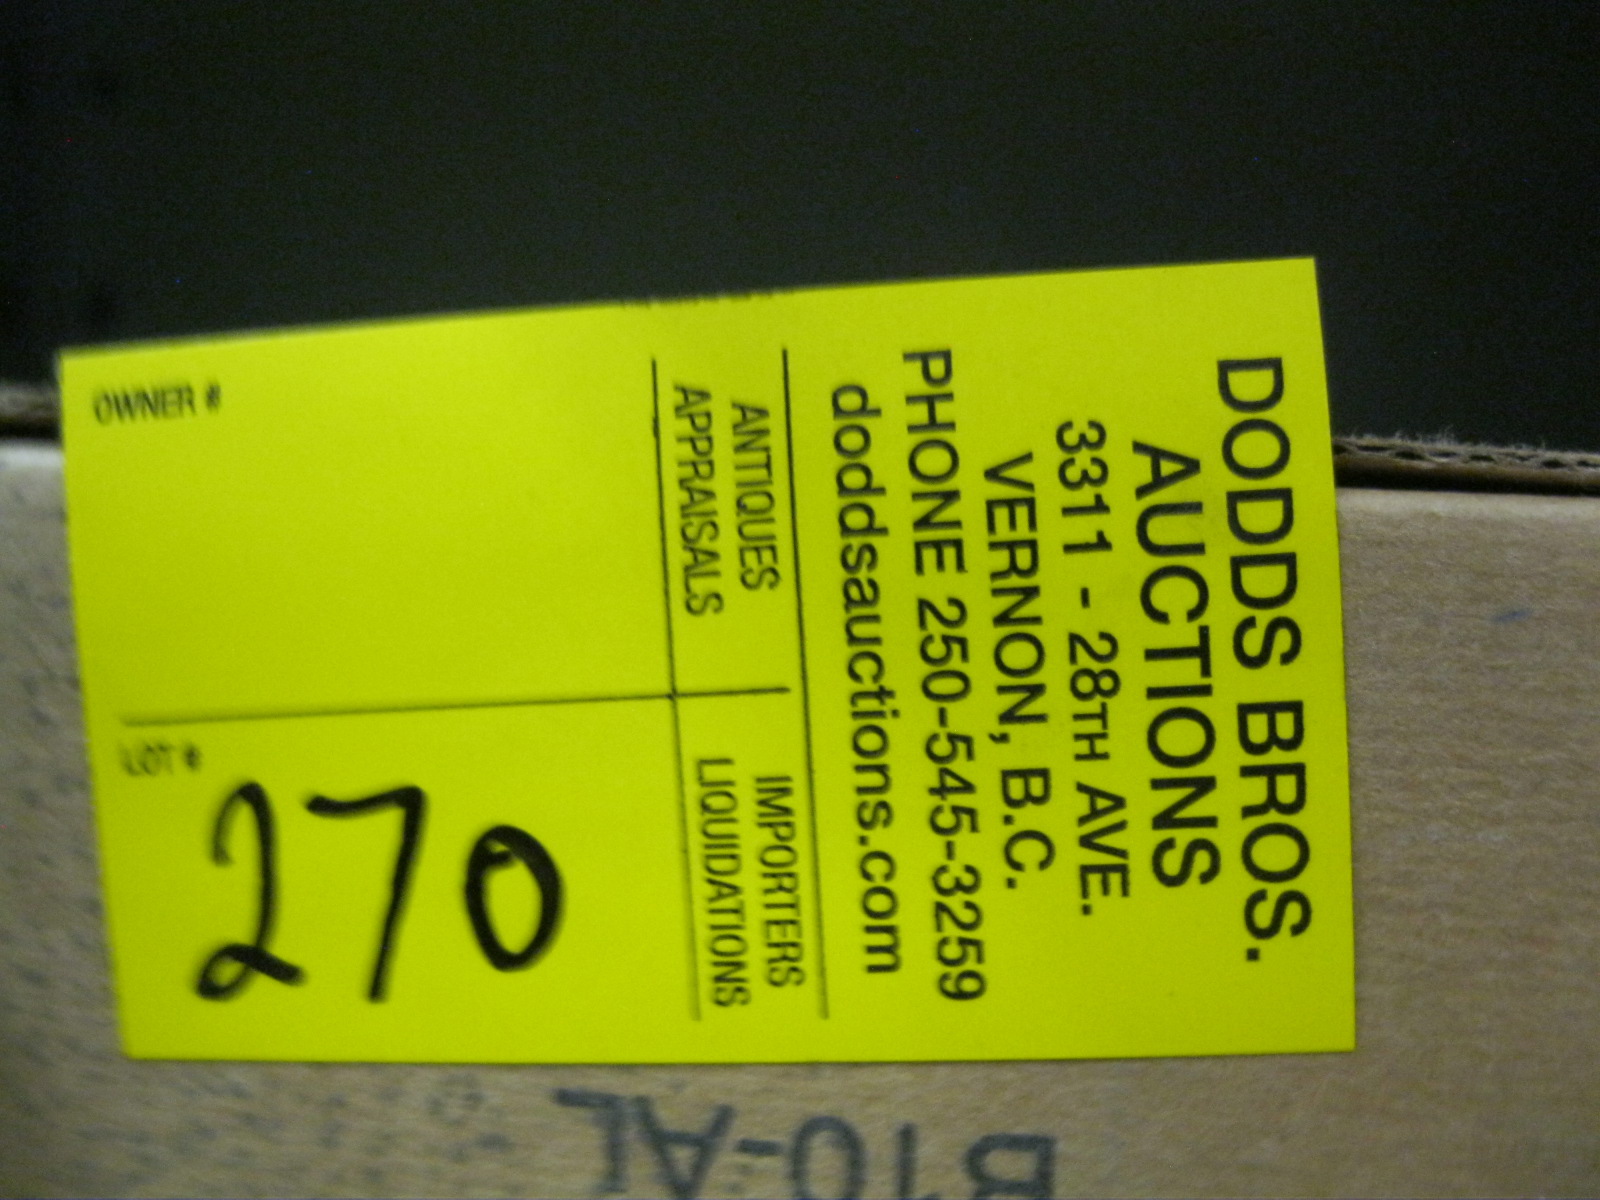 DODDS BROS.
AUCTIONS
3311 - 28TH AVE.
VERNON, B.C.
PHONE 250-545-3259
doddsauctions.com
ANTIQUES
APPRAISALS
IMPORTERS
LIQUIDATIONS
OWNER #
LOT #
270
B10-AL